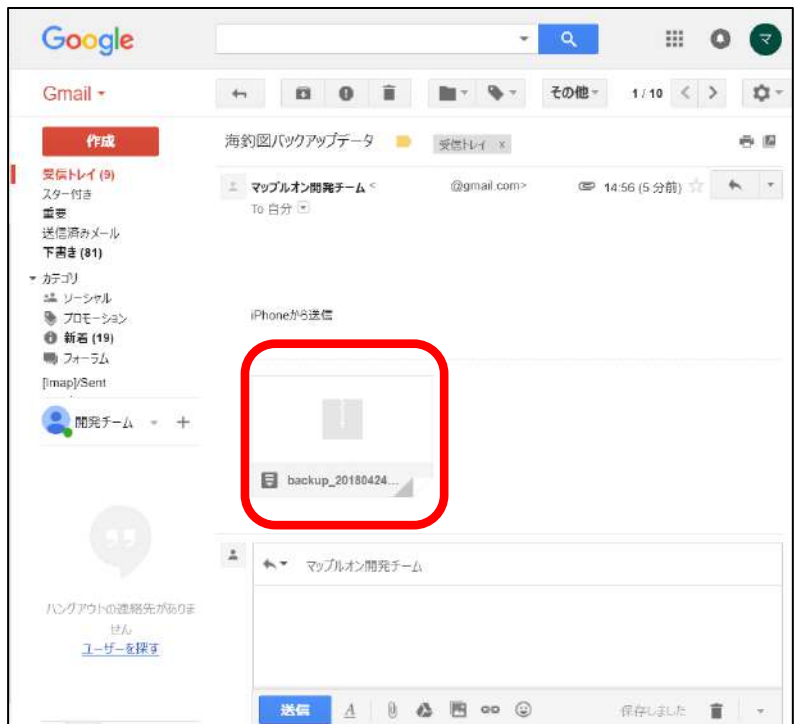 Google
マ
Gmail
その他
1 / 10
作成
海釣図バックアップデータ
受信トレイ x
受信トレイ (9)
スター付き
重要
送信済みメール
下書き (81)
マップルオン開発チーム <
@gmail.com>
14:56 (5 分前)
To 自分
カテゴリ
ソーシャル
プロモーション
新着 (19)
フォーラム
[Imap]/Sent
iPhoneから送信
開発チーム
backup_20180424...
マップルオン開発チーム
ハングアウトの連絡先がありま
せん
ユーザーを探す
送信
A
保存しました